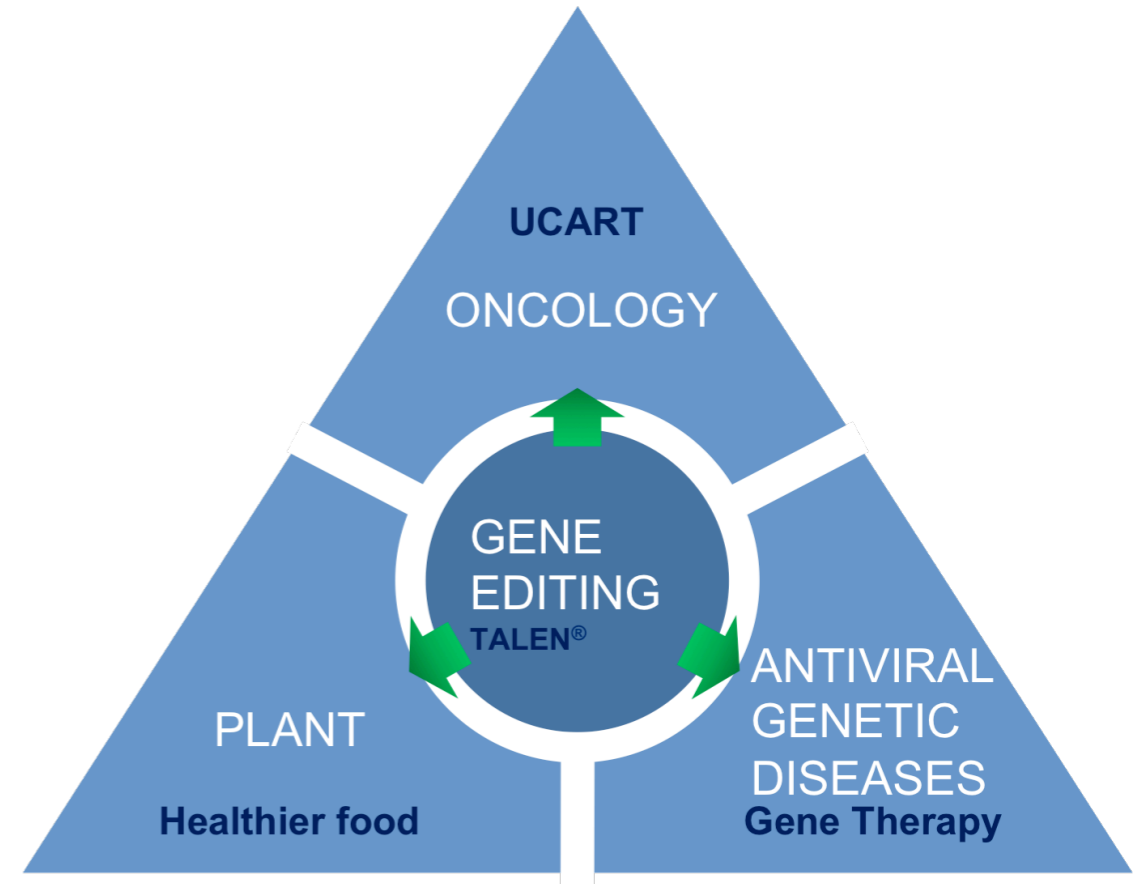 UCART
ONCOLOGY
GENE
EDITING
TALEN®
PLANT
Healthier food
ANTIVIRAL
GENETIC
DISEASES
Gene Therapy